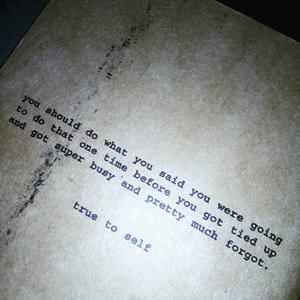 you should do what you said you were going
to do that one time before you got tied up
and got super busy and pretty much forgot.
true to self